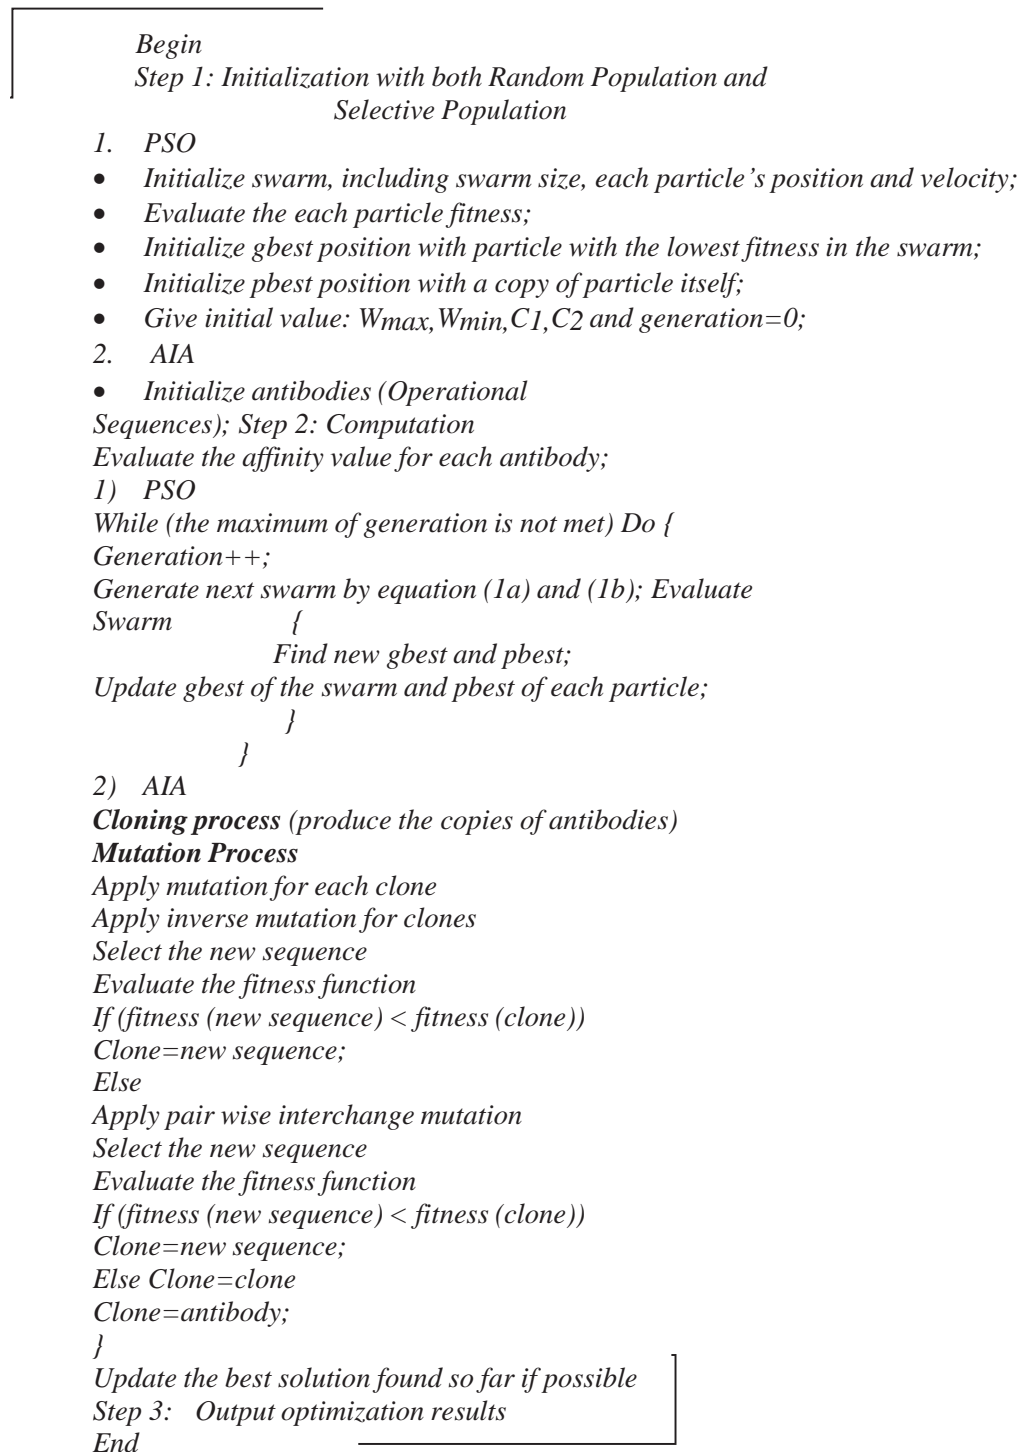 Begin
Step 1: Initialization with both Random Population and
Selective Population
1. PSO
• Initialize swarm, including swarm size, each particle’s position and velocity;
• Evaluate the each particle fitness;
• Initialize gbest position with particle with the lowest fitness in the swarm;
• Initialize pbest position with a copy of particle itself;
• Give initial value: Wmax,Wmin,C1,C2 and generation=0;
2. AIA
• Initialize antibodies (Operational
Sequences); Step 2: Computation
Evaluate the affinity value for each antibody;
1) PSO
While (the maximum of generation is not met) Do {
Generation++;
Generate next swarm by equation (1a) and (1b); Evaluate
Swarm {
Find new gbest and pbest;
Update gbest of the swarm and pbest of each particle;
}
}
2) AIA
Cloning process (produce the copies of antibodies)
Mutation Process
Apply mutation for each clone
Apply inverse mutation for clones
Select the new sequence
Evaluate the fitness function
If (fitness (new sequence) < fitness (clone))
Clone=new sequence;
Else
Apply pair wise interchange mutation
Select the new sequence
Evaluate the fitness function
If (fitness (new sequence) < fitness (clone))
Clone=new sequence;
Else Clone=clone
Clone=antibody;
}
Update the best solution found so far if possible
Step 3: Output optimization results
End